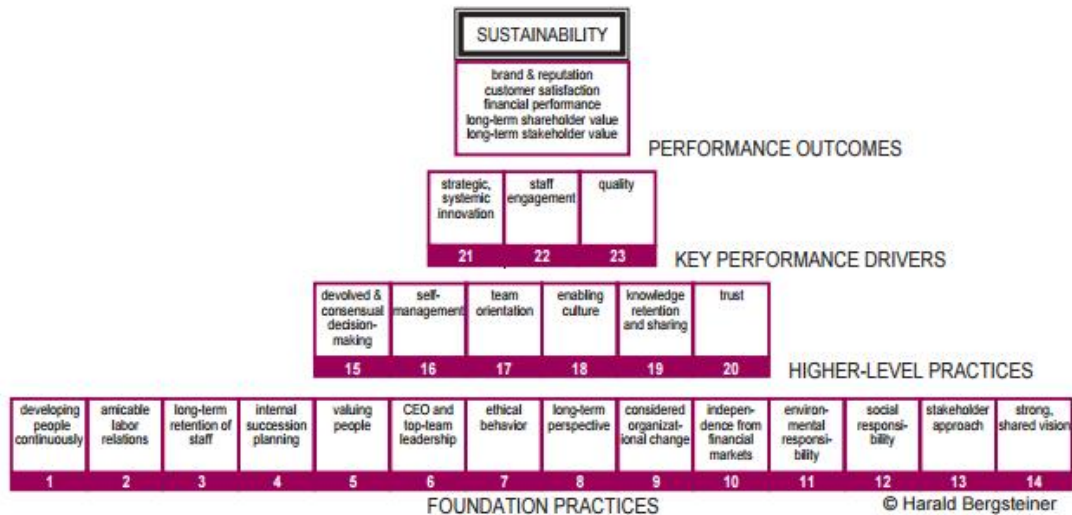 SUSTAINABILITY
brand & reputation
customer satisfaction
financial performance
long-term shareholder value
long-term stakeholder value
PERFORMANCE OUTCOMES
strategic,
systemic
innovation
21
staff
engagement
22
quality
23
KEY PERFORMANCE DRIVERS
devolved &
consensual
decision-
making
15
self-
management
16
team
orientation
17
enabling
culture
18
knowledge
retention
and sharing
19
trust
20
HIGHER-LEVEL PRACTICES
developing
people
continuously
1
amicable
labor
relations
2
long-term
retention of
staff
3
internal
succession
planning
4
valuing
people
5
CEO and
top-team
leadership
6
ethical
behavior
7
long-term
perspective
8
considered
organizat-
ional change
9
indepen-
dence from
financial
markets
10
environ-
mental
responsi-
bility
11
social
responsi-
bility
12
stakeholder
approach
13
strong,
shared vision
14
FOUNDATION PRACTICES
© Harald Bergsteiner